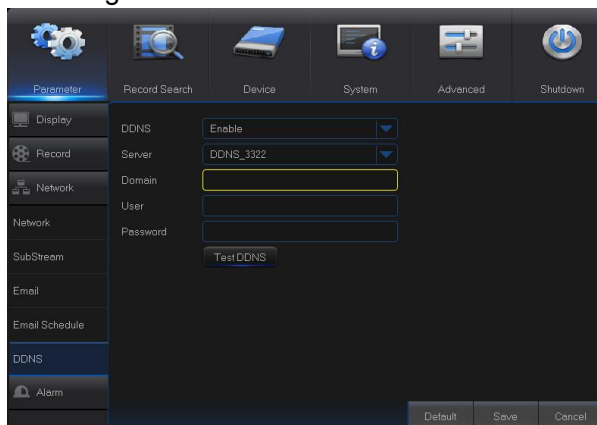 Parameter Record Search Device System Advanced Shutdown
Display
Record
Network
Network
SubStream
Email
Email Schedule
DDNS
Alarm
DDNS Enable
Server DDNS_3322
Domain
User
Password
Test DDNS
Default Save Cancel